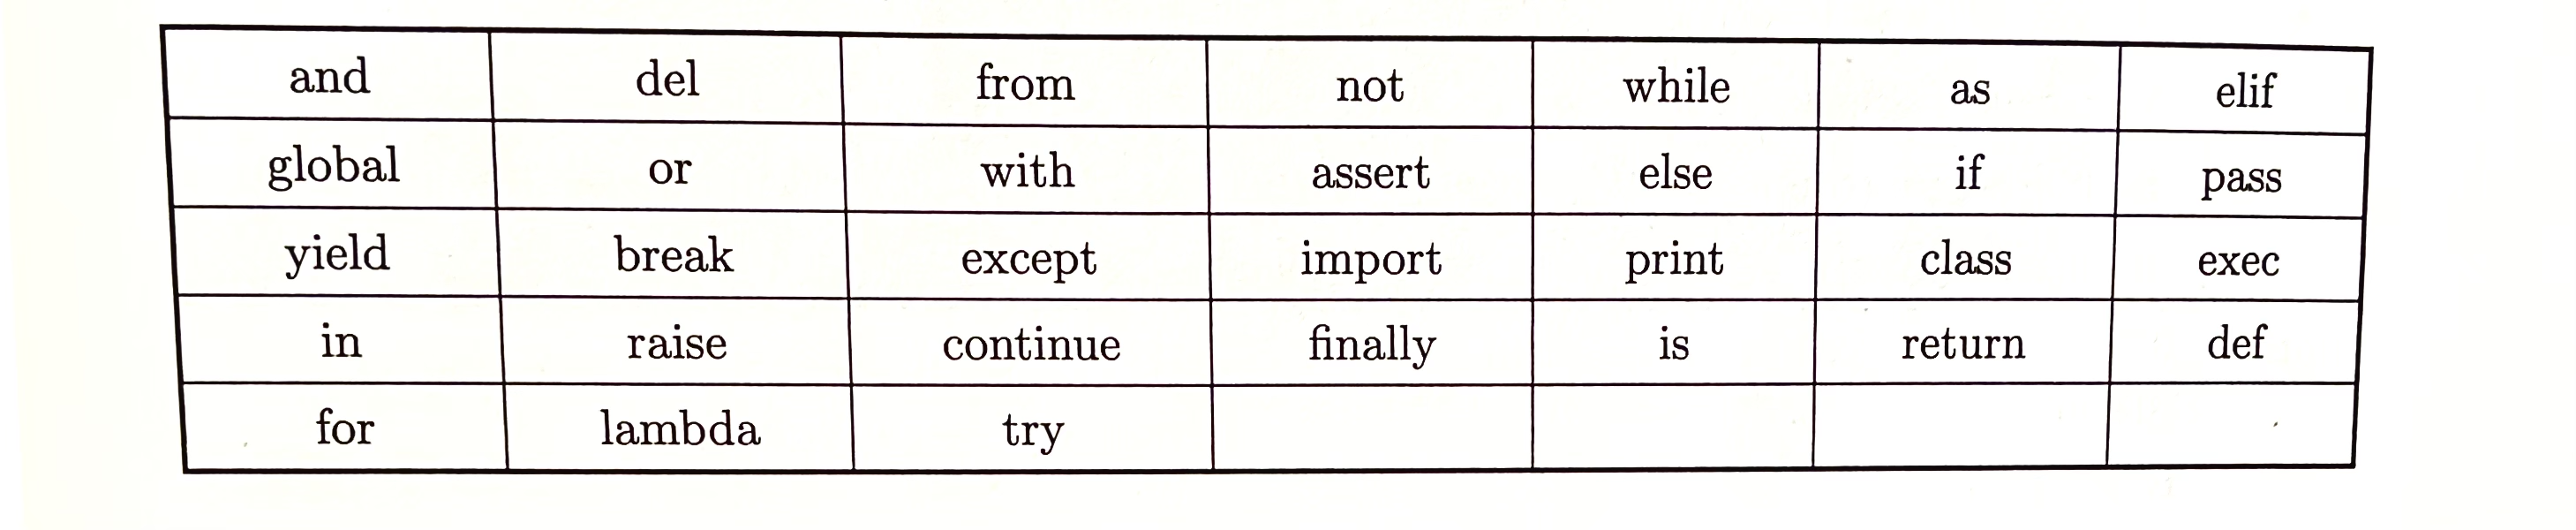 and del from not while as elif
global or with assert else if pass
yield break except import print class exec
in raise continue finally is return def
for lambda try